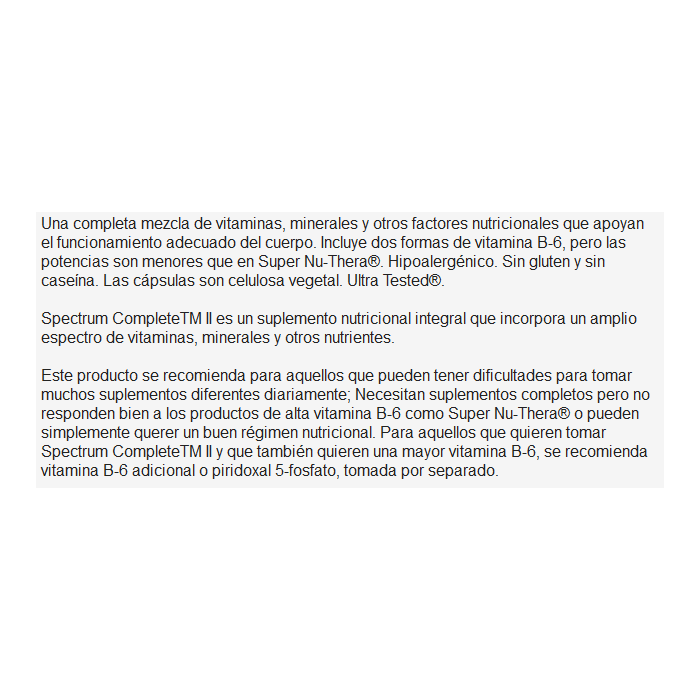 Una completa mezcla de vitaminas, minerales y otros factores nutricionales que apoyan
el funcionamiento adecuado del cuerpo. Incluye dos formas de vitamina B-6, pero las
potencias son menores que en Super Nu-Thera®. Hipoalergénico. Sin gluten y sin
caseína. Las cápsulas son celulosa vegetal. Ultra Tested®.
Spectrum CompleteTM II es un suplemento nutricional integral que incorpora un amplio
espectro de vitaminas, minerales y otros nutrientes.
Este producto se recomienda para aquellos que pueden tener dificultades para tomar
muchos suplementos diferentes diariamente; Necesitan suplementos completos pero no
responden bien a los productos de alta vitamina B-6 como Super Nu-Thera® o pueden
simplemente querer un buen régimen nutricional. Para aquellos que quieren tomar
Spectrum CompleteTM II y que también quieren una mayor vitamina B-6, se recomienda
vitamina B-6 adicional o piridoxal 5-fosfato, tomada por separado.